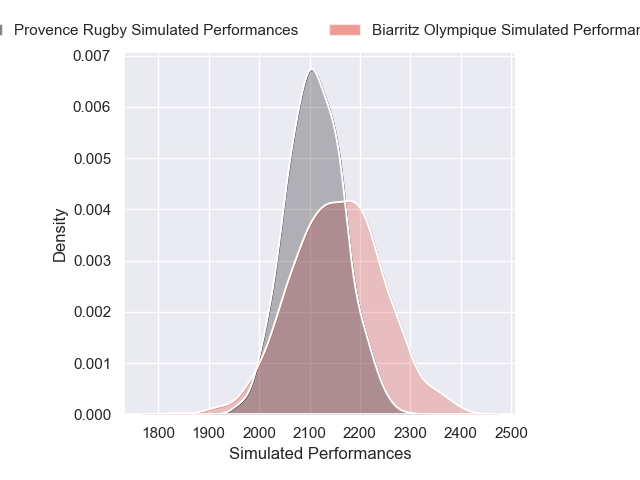 Provence Rugby Simulated Performances
Biarritz Olympique Simulated
0.007
0.006
0.005
0.004
0.003
0.002
0.001
0.000
Density
1800 1900 2000 2100 2200 2300 2400 2500
Simulated Performances